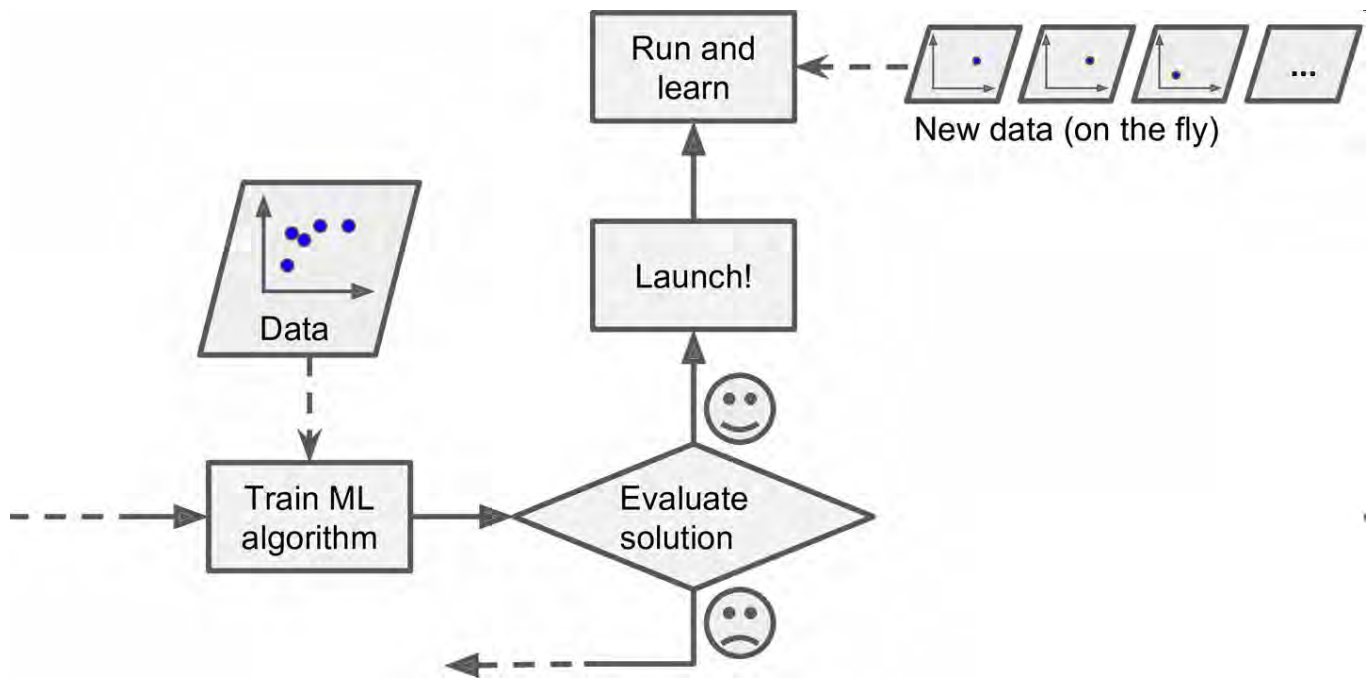 Run and
learn
...
New data (on the fly)
Launch!
Data
Train ML
algorithm
Evaluate
solution